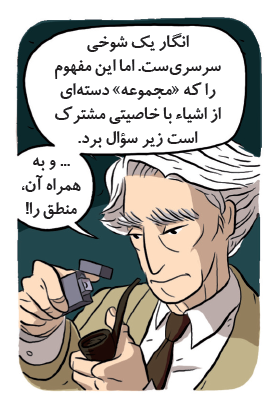 انگار یک شوخی
سرسری‌ست. اما این مفهوم
را که «مجموعه» دسته‌ای
از اشیاء با خاصیتی مشترک
است زیر سؤال برد.
... و به
همراه آن،
منطق را!